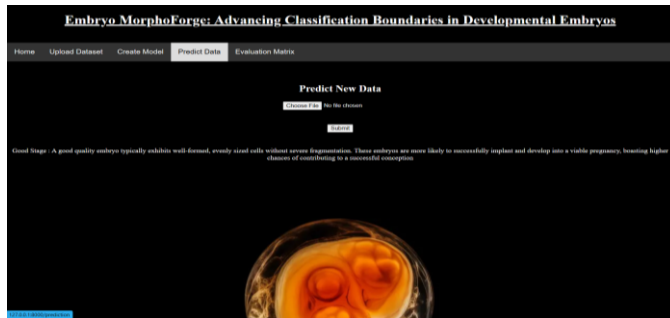 Embryo MorphoForge: Advancing Classification Boundaries in Developmental Embryos
Home Upload Dataset Create Model Predict Data Evaluation Matrix
Predict New Data
Choose File No file chosen
Submit
Good Stage : A good quality embryo typically exhibits well-formed, evenly sized cells without severe fragmentation. These embryos are more likely to successfully implant and develop into a viable pregnancy, boasting higher
chances of contributing to a successful conception